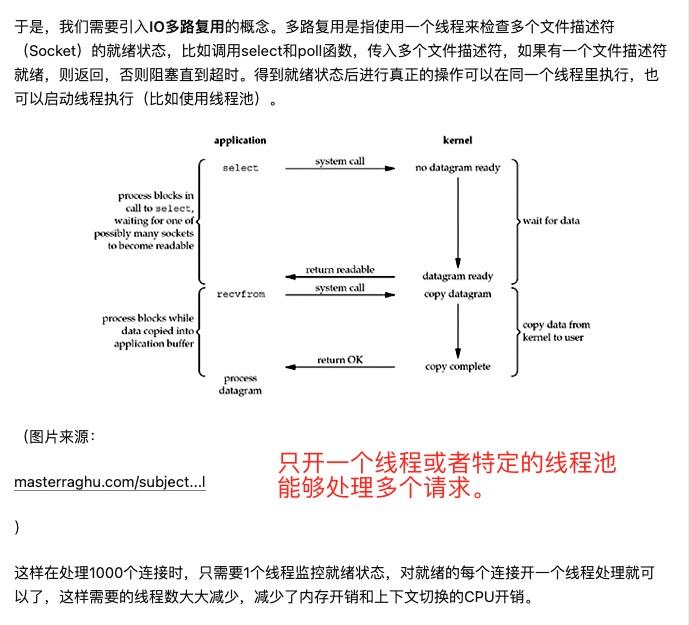 于是，我们需要引入IO多路复用的概念。多路复用是指使用一个线程来检查多个文件描述符
（Socket）的就绪状态，比如调用select和poll函数，传入多个文件描述符，如果有一个文件描述符
就绪，则返回，否则阻塞直到超时。得到就绪状态后进行真正的操作可以在同一个线程里执行，也
可以启动线程执行（比如使用线程池）。
application
kernel
select
system call
no datagram ready
process blocks in
call to select,
waiting for one of
possibly many sockets
to become readable
wait for data
return readable
datagram ready
recvfrom
system call
copy datagram
process blocks while
data copied into
application buffer
copy data from
kernel to user
return OK
copy complete
process
datagram
（图片来源：
masterraghu.com/subject...l
）
只开一个线程或者特定的线程池
能够处理多个请求。
这样在处理1000个连接时，只需要1个线程监控就绪状态，对就绪的每个连接开一个线程处理就可
以了，这样需要的线程数大大减少，减少了内存开销和上下文切换的CPU开销。